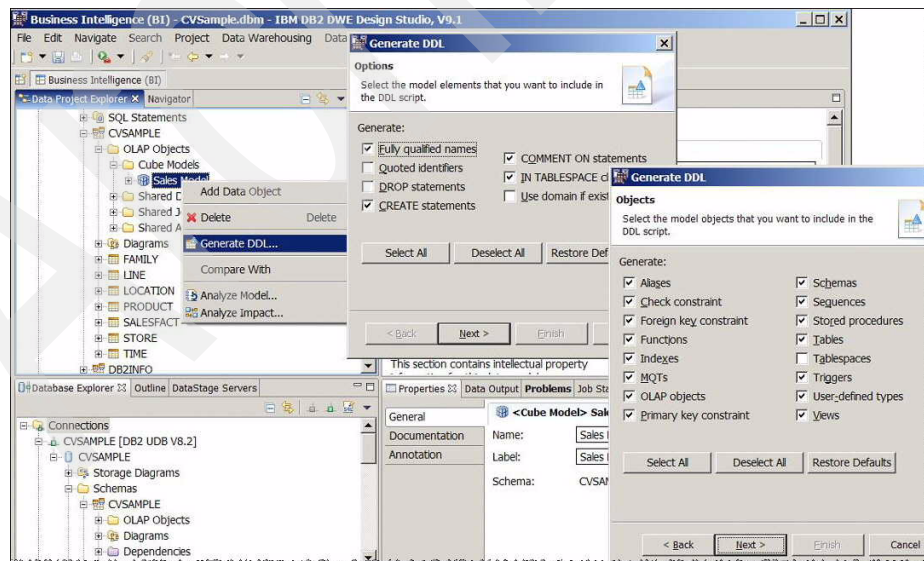 Business Intelligence (BI) - CVSample.dbm - IBM DB2 DWE Design Studio, V9.1
File Edit Navigate Search Project Data Warehousing Data
Business Intelligence (BI)
Data Project Explorer Navigator
SQL Statements
CVSAMPLE
OLAP Objects
Cube Models
Sales Model
Shared D
Shared J
Shared A
Diagrams
FAMILY
LINE
LOCATION
PRODUCT
SALESFACT
STORE
TIME
DB2INFO
Add Data Object
Delete Delete
Generate DDL...
Compare With
Analyze Model...
Analyze Impact...
Generate DDL
Options
Select the model elements that you want to include in
the DDL script.
Generate:
Fully qualified names
Quoted identifiers
DROP statements
CREATE statements
COMMENT ON statements
IN TABLESPACE cl
Use domain if exist
Select All Deselect All Restore Def
< Back Next > Finish
Generate DDL
Objects
Select the model objects that you want to include in the
DDL script.
Generate:
Aliases
Check constraint
Foreign key constraint
Functions
Indexes
MQTs
OLAP objects
Primary key constraint
Schemas
Sequences
Stored procedures
Tables
Tablespaces
Triggers
User-defined types
Views
Select All Deselect All Restore Defaults
< Back Next > Finish Cancel
This section contains intellectual property
Database Explorer Outline DataStage Servers
Connections
CVSAMPLE [DB2 UDB V8.2]
CVSAMPLE
Storage Diagrams
Schemas
CVSAMPLE
OLAP Objects
Diagrams
Dependencies
Properties Data Output Problems Job Sta
General
Documentation
Annotation
<Cube Model> Sal
Name: Sales
Label: Sales
Schema: CVSA